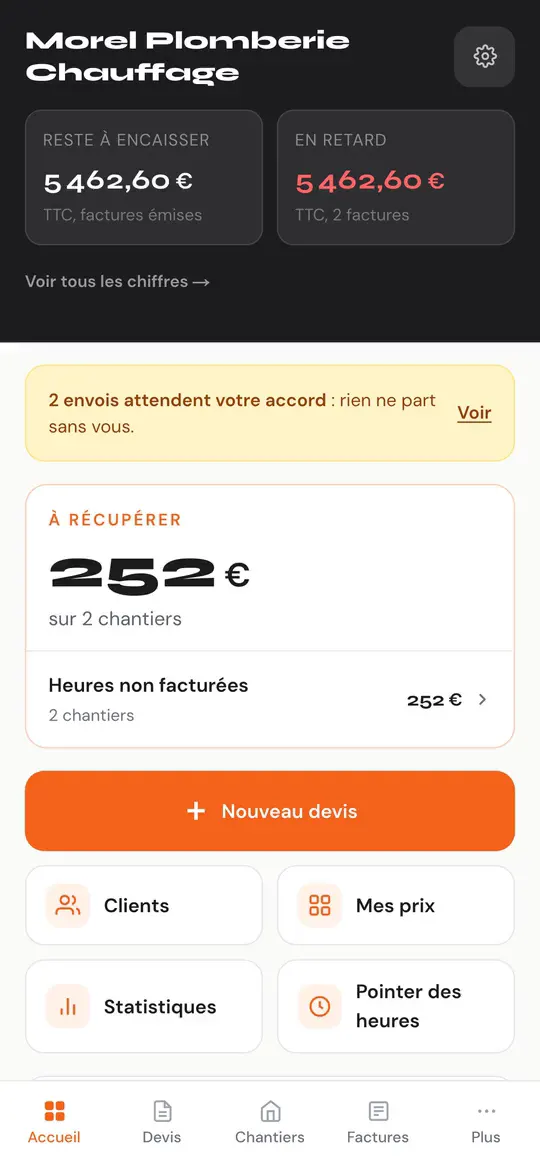 Morel Plomberie
Chauffage
RESTE À ENCAISSER
5 462,60 €
TTC, factures émises
EN RETARD
5 462,60 €
TTC, 2 factures
Voir tous les chiffres →
2 envois attendent votre accord : rien ne part
sans vous.
Voir
À RÉCUPÉRER
252 €
sur 2 chantiers
Heures non facturées
2 chantiers
252 €
Nouveau devis
Clients
Mes prix
Statistiques
Pointer des
heures
Accueil
Devis
Chantiers
Factures
Plus